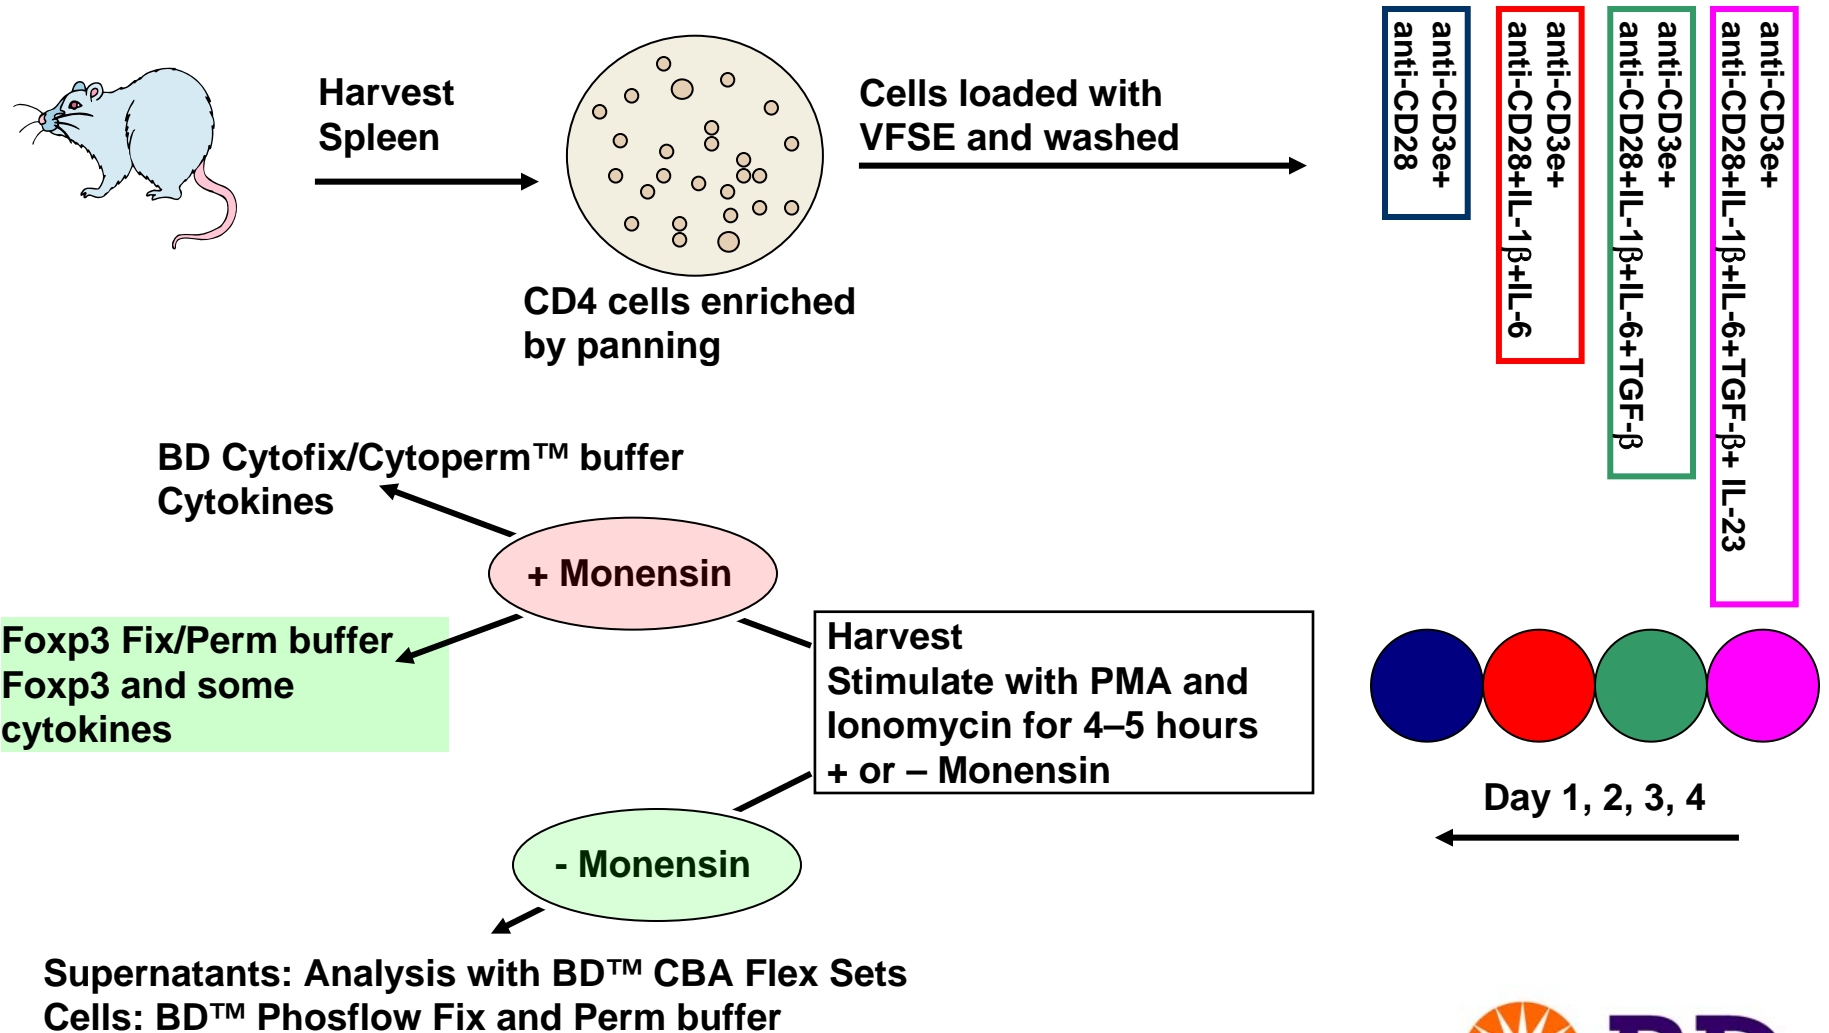 Harvest
Spleen
Cells loaded with
VFSE and washed
anti-CD3e+
anti-CD28
anti-CD3e+
anti-CD28+IL-1β+IL-6
anti-CD3e+
anti-CD28+IL-1β+IL-6+TGF-β
anti-CD3e+
anti-CD28+IL-1β+IL-6+TGF-β+ IL-23
CD4 cells enriched
by panning
BD Cytofix/Cytoperm™ buffer
Cytokines
+ Monensin
Foxp3 Fix/Perm buffer
Foxp3 and some
cytokines
Harvest
Stimulate with PMA and
Ionomycin for 4–5 hours
+ or – Monensin
Day 1, 2, 3, 4
- Monensin
Supernatants: Analysis with BD™ CBA Flex Sets
Cells: BD™ Phosflow Fix and Perm buffer
BD